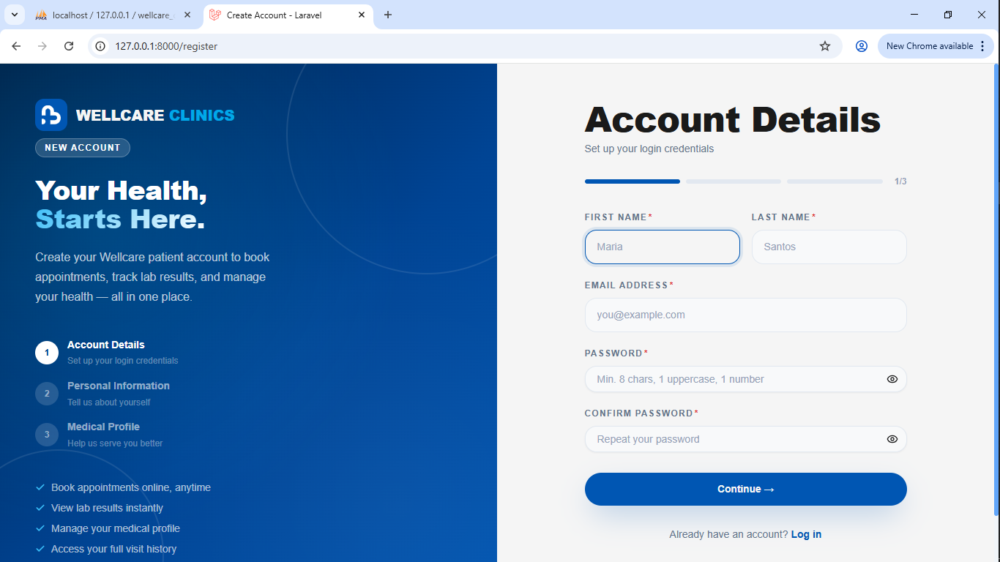 localhost / 127.0.0.1 / wellcare_
Create Account - Laravel
127.0.0.1:8000/register
New Chrome available
WELLCARE CLINICS
NEW ACCOUNT
Your Health,
Starts Here.
Create your Wellcare patient account to book
appointments, track lab results, and manage
your health — all in one place.
1
Account Details
Set up your login credentials
2
Personal Information
Tell us about yourself
3
Medical Profile
Help us serve you better
Book appointments online, anytime
View lab results instantly
Manage your medical profile
Access your full visit history
Account Details
Set up your login credentials
1/3
FIRST NAME* LAST NAME*
Maria Santos
EMAIL ADDRESS*
you@example.com
PASSWORD*
Min. 8 chars, 1 uppercase, 1 number
CONFIRM PASSWORD*
Repeat your password
Continue →
Already have an account? Log in